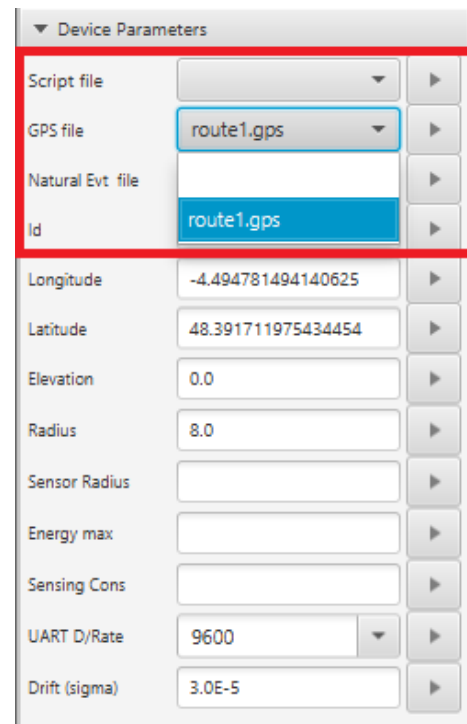 Device Parameters
Script file
GPS file route1.gps
Natural Evt file
Id route1.gps
Longitude -4.494781494140625
Latitude 48.391711975434454
Elevation 0.0
Radius 8.0
Sensor Radius
Energy max
Sensing Cons
UART D/Rate 9600
Drift (sigma) 3.0E-5